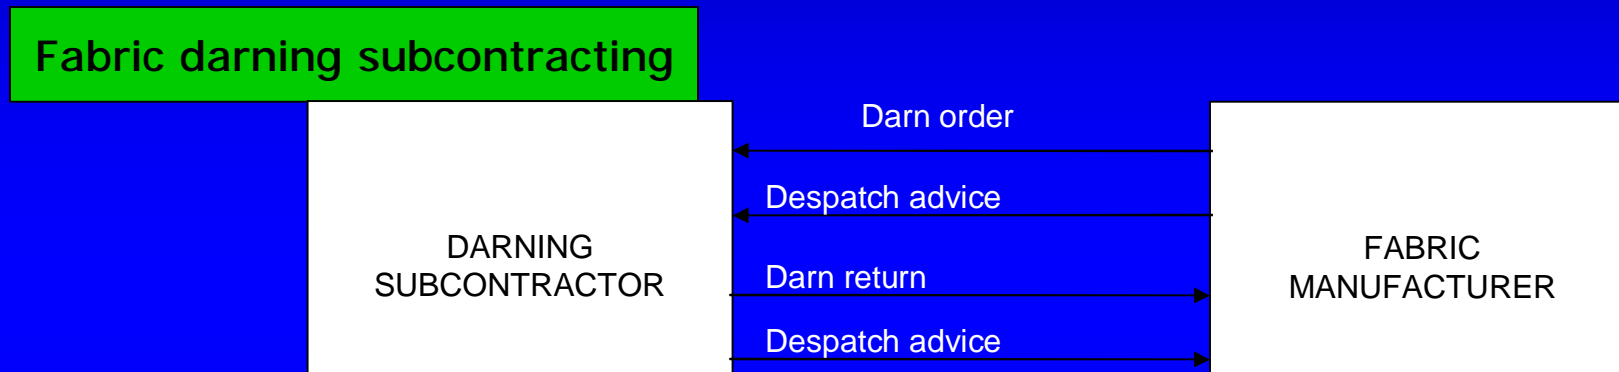 Fabric darning subcontracting
Darn order
Despatch advice
DARNING
SUBCONTRACTOR
Darn return
Despatch advice
FABRIC
MANUFACTURER